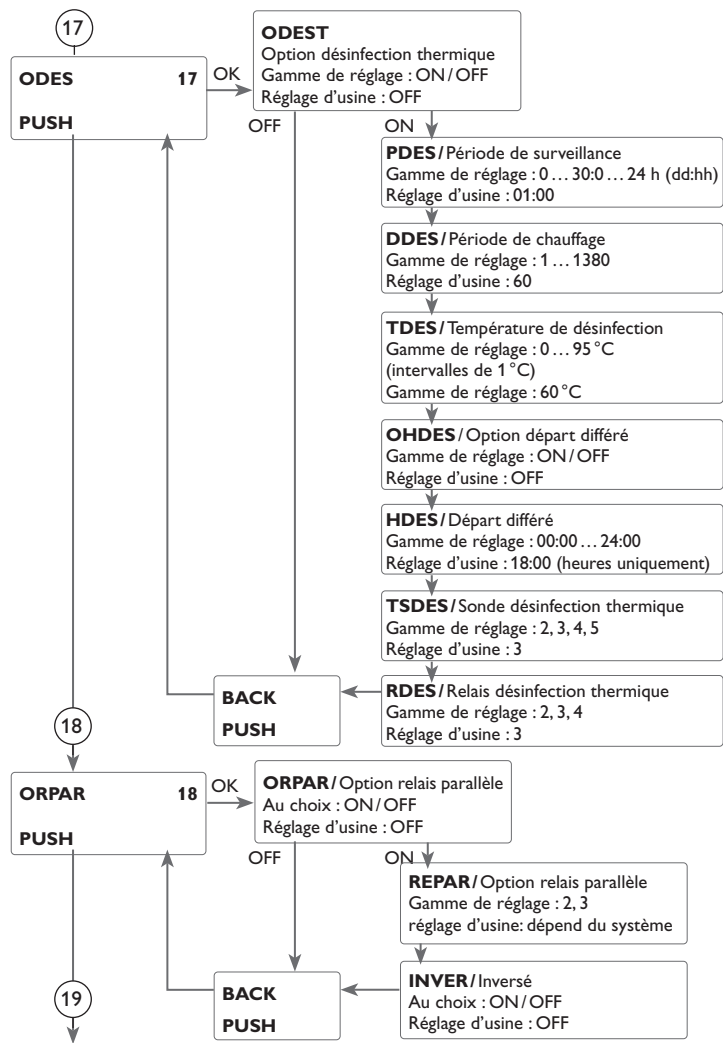 17
ODES 17
PUSH
OK
ODEST
Option désinfection thermique
Gamme de réglage : ON / OFF
Réglage d'usine : OFF
OFF
ON
PDES / Période de surveillance
Gamme de réglage : 0 … 30:0 … 24 h (dd:hh)
Réglage d'usine : 01:00
DDES / Période de chauffage
Gamme de réglage : 1 … 1380
Réglage d'usine : 60
TDES / Température de désinfection
Gamme de réglage : 0 … 95 °C
(intervalles de 1 °C)
Gamme de réglage : 60 °C
OHDES / Option départ différé
Gamme de réglage : ON / OFF
Réglage d'usine : OFF
HDES / Départ différé
Gamme de réglage : 00:00 … 24:00
Réglage d'usine : 18:00 (heures uniquement)
TSDES / Sonde désinfection thermique
Gamme de réglage : 2, 3, 4, 5
Réglage d'usine : 3
RDES / Relais désinfection thermique
Gamme de réglage : 2, 3, 4
Réglage d'usine : 3
BACK
PUSH
18
ORPAR 18
PUSH
OK
ORPAR / Option relais parallèle
Au choix : ON / OFF
Réglage d'usine : OFF
OFF
ON
REPAR / Option relais parallèle
Gamme de réglage : 2, 3
réglage d'usine: dépend du système
INVER / Inversé
Au choix : ON / OFF
Réglage d'usine : OFF
BACK
PUSH
19